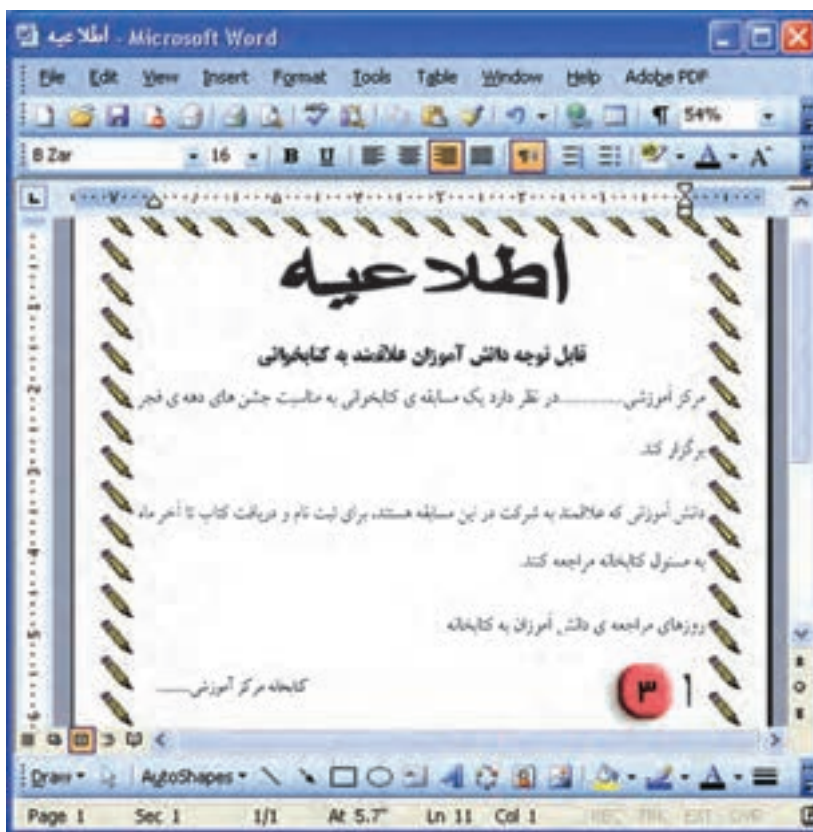 اطلاعیه - Microsoft Word
File Edit View Insert Format Tools Table Window Help Adobe PDF
54%
B Zar 16 B U
اطلاعیه
قابل توجه دانش آموزان علاقمند به کتابخوانی
مرکز آموزشی............در نظر دارد یک مسابقه ی کتابخوانی به مناسبت جشن های دهه ی فجر
برگزار کند.
دانش آموزانی که علاقمند به شرکت در این مسابقه هستند، برای ثبت نام و دریافت کتاب تا آخر ماه
به مسئول کتابخانه مراجعه کنند.
روزهای مراجعه ی دانش آموزان به کتابخانه
۳
کتابخانه مرکز آموزشی......
Draw AutoShapes
Page 1 Sec 1 1/1 At 5.7" Ln 11 Col 1 REC TRK EXT OVR